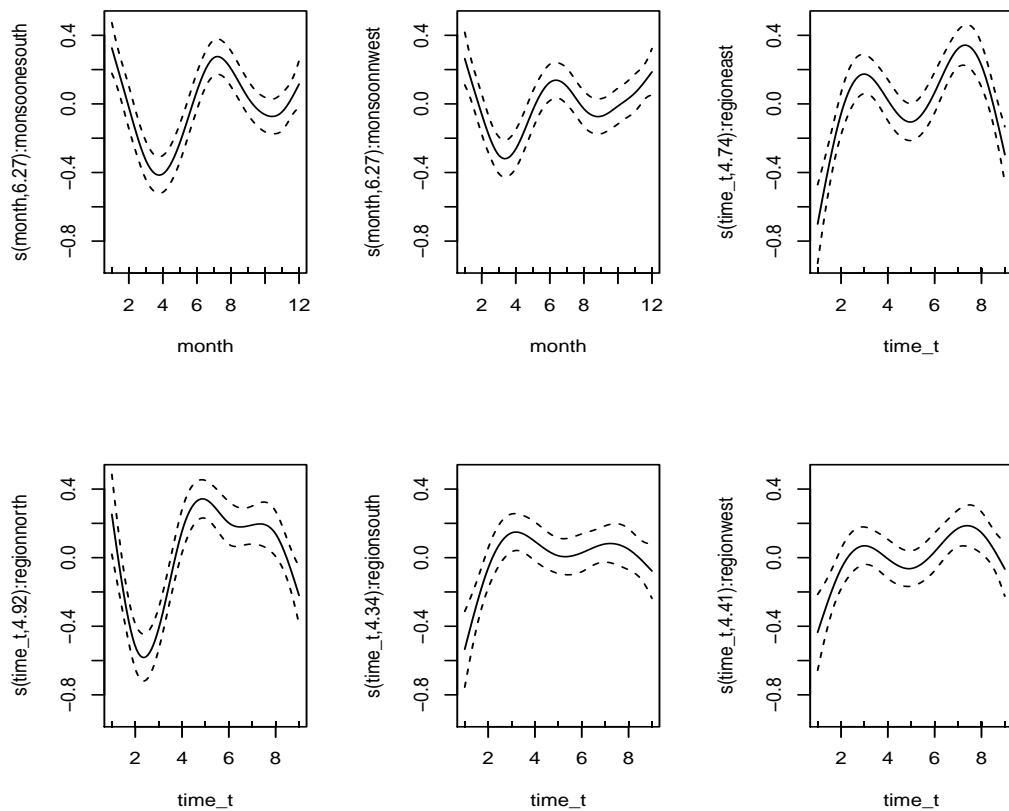 s(month,6.27):monsoonesouth
0.4
0.0
−0.4
−0.8
2 4 6 8 12
month
s(month,6.27):monsoonnwest
0.4
0.0
−0.4
−0.8
2 4 6 8 12
month
s(time_t,4.74):regioneast
0.4
0.0
−0.4
−0.8
2 4 6 8
time_t
s(time_t,4.92):regionnorth
0.4
0.0
−0.4
−0.8
2 4 6 8
time_t
s(time_t,4.34):regionsouth
0.4
0.0
−0.4
−0.8
2 4 6 8
time_t
s(time_t,4.41):regionwest
0.4
0.0
−0.4
−0.8
2 4 6 8
time_t